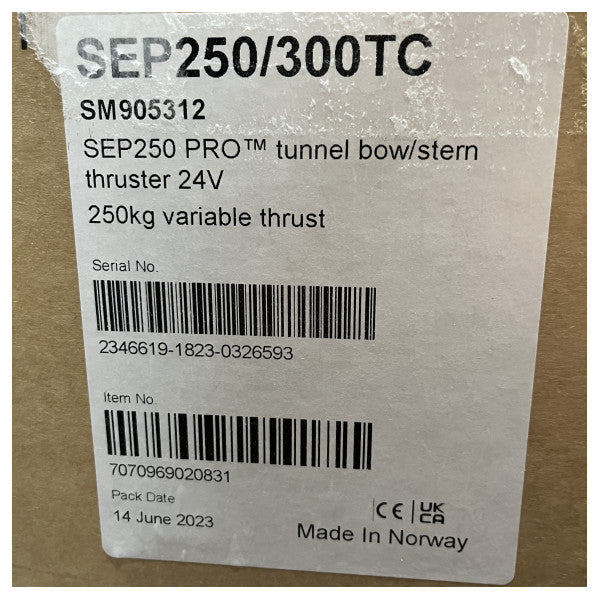 SEP250/300TC
SM905312
SEP250 PRO™ tunnel bow/stern
thruster 24V
250kg variable thrust
Serial No.
2346619-1823-0326593
Item No.
7070969020831
Pack Date
14 June 2023
CE UK
CA
Made In Norway